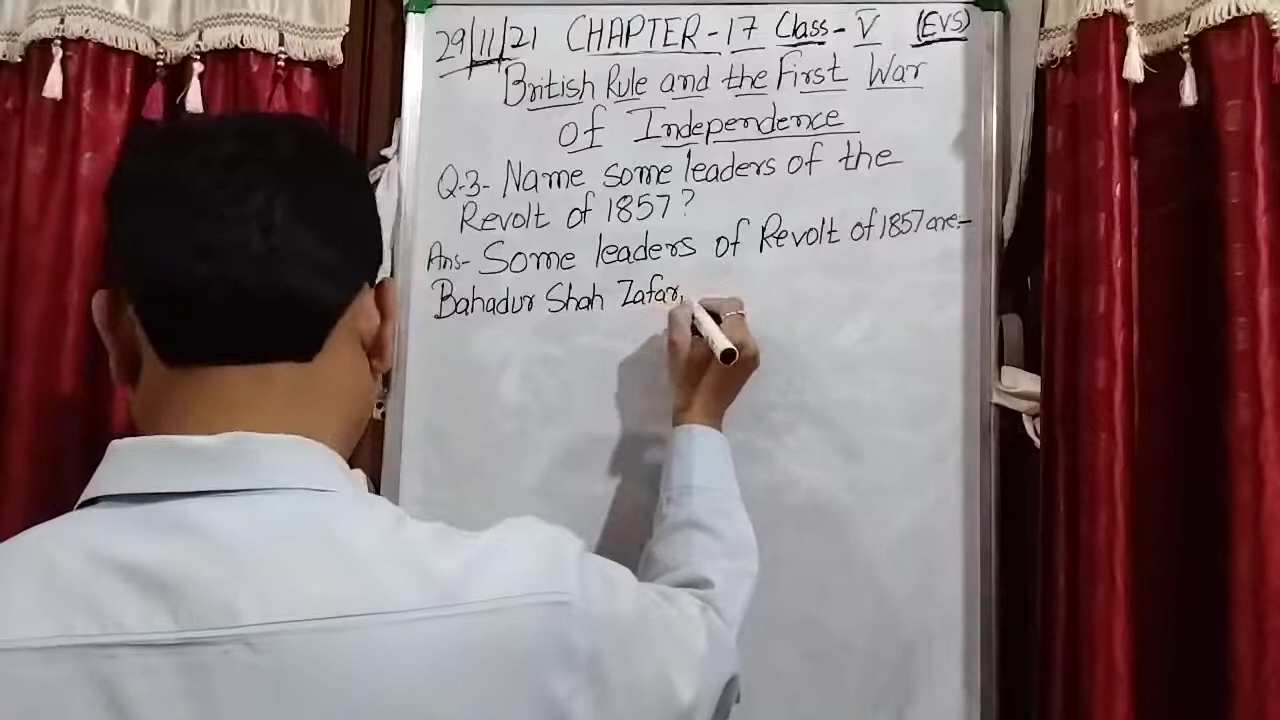 29/11/21 CHAPTER-17 Class-V (EVS)
British Rule and the First War
of Independence
Q-3- Name some leaders of the
Revolt of 1857?
Ans- Some leaders of Revolt of 1857 are:-
Bahadur Shah Zafar,